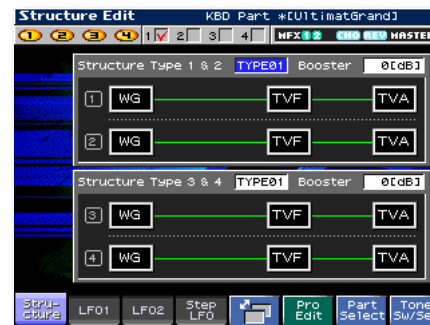 Structure Edit KBD Part *[UltimatGrand]
1 2 3 4 1 2 3 4 MFX 1 2 CHO REV MASTE
Structure Type 1 & 2 TYPE01 Booster 0[dB]
1 WG TVF TVA
2 WG TVF TVA
Structure Type 3 & 4 TYPE01 Booster 0[dB]
3 WG TVF TVA
4 WG TVF TVA
Stru-
cture LFO1 LFO2 Step
LFO Pro
Edit Part
Select Tone
Sw/Se